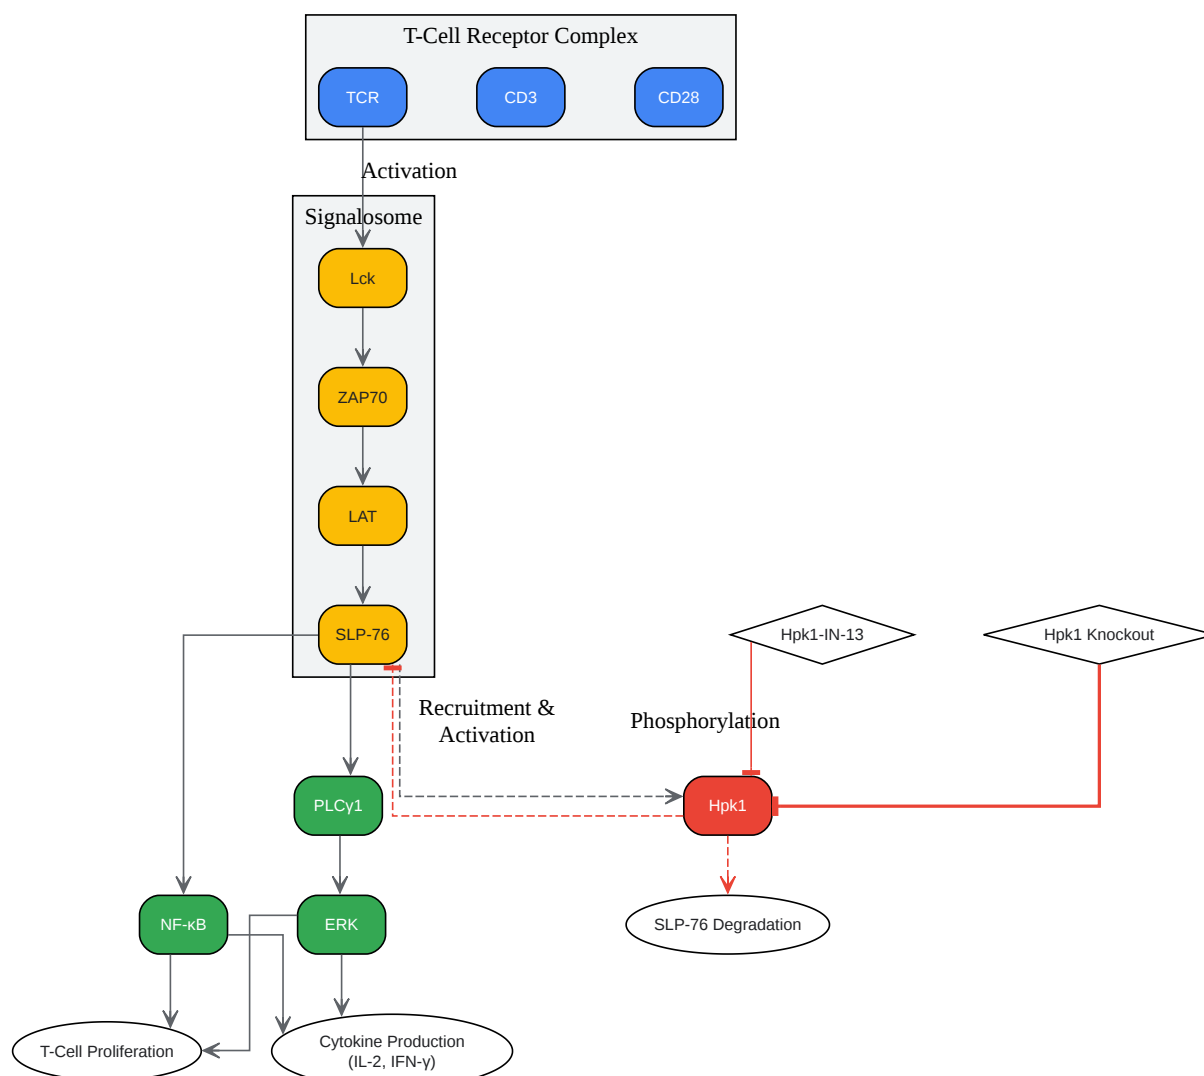 T-Cell Receptor Complex
TCR
CD3
CD28
Activation
Signalosome
Lck
ZAP70
LAT
SLP-76
Hpk1-IN-13
Hpk1 Knockout
Recruitment &
Activation
Phosphorylation
PLCγ1
Hpk1
NF-κB
ERK
SLP-76 Degradation
T-Cell Proliferation
Cytokine Production
(IL-2, IFN-γ)